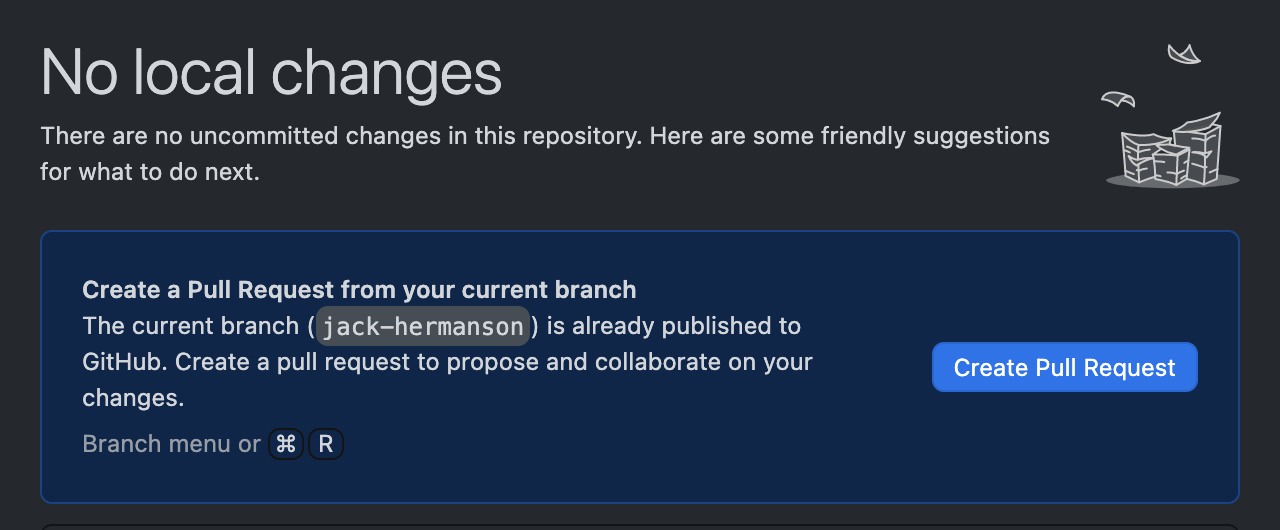 No local changes
There are no uncommitted changes in this repository. Here are some friendly suggestions
for what to do next.
Create a Pull Request from your current branch
The current branch (jack-hermanson) is already published to
GitHub. Create a pull request to propose and collaborate on your
changes.
Create Pull Request
Branch menu or ⌘ R